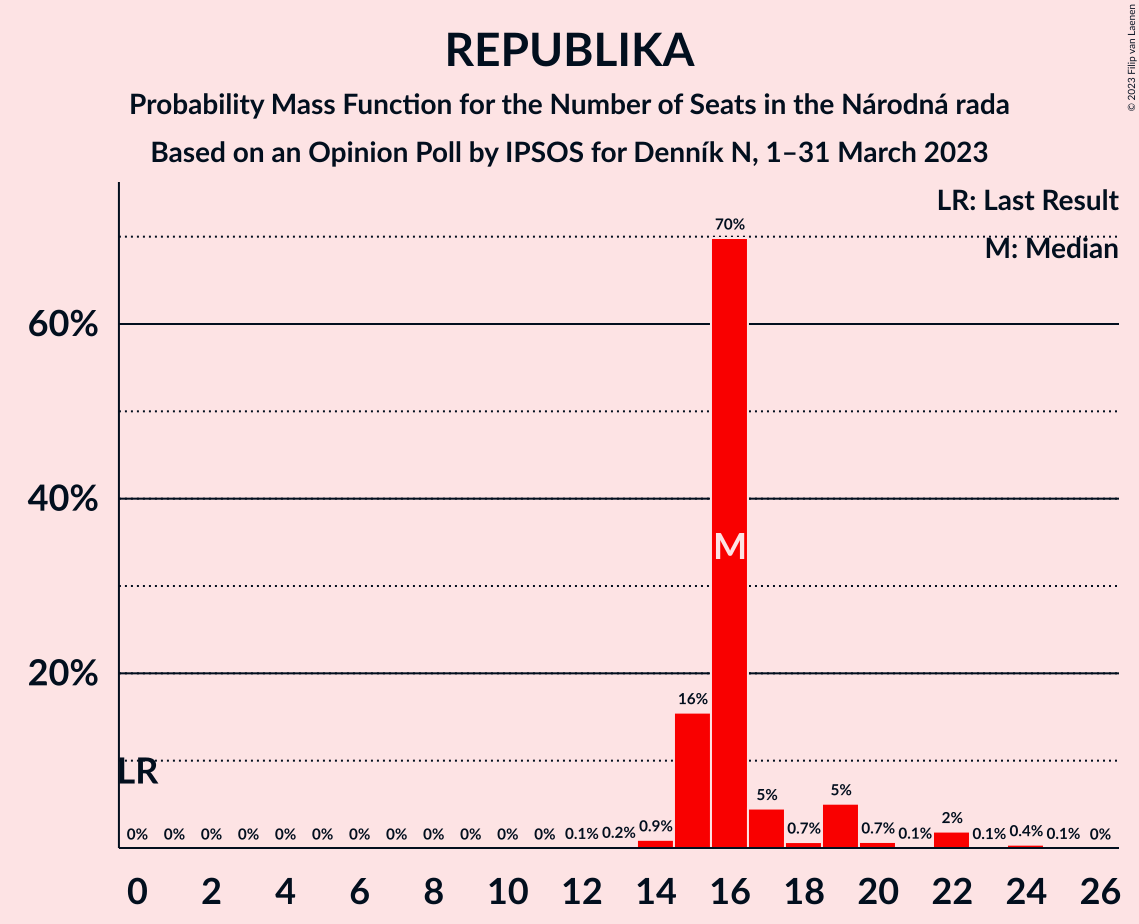 REPUBLIKA
Probability Mass Function for the Number of Seats in the Národná rada
Based on an Opinion Poll by IPSOS for Denník N, 1–31 March 2023
© 2023 Filip van Laenen
LR: Last Result
M: Median
70%
60%
40%
M
20%
16%
LR
5%
5%
0% 0% 0% 0% 0% 0% 0% 0% 0% 0% 0% 0% 0.1% 0.2% 0.9% 0.7% 0.7% 0.1% 2% 0.1% 0.4% 0.1% 0%
0 2 4 6 8 10 12 14 16 18 20 22 24 26